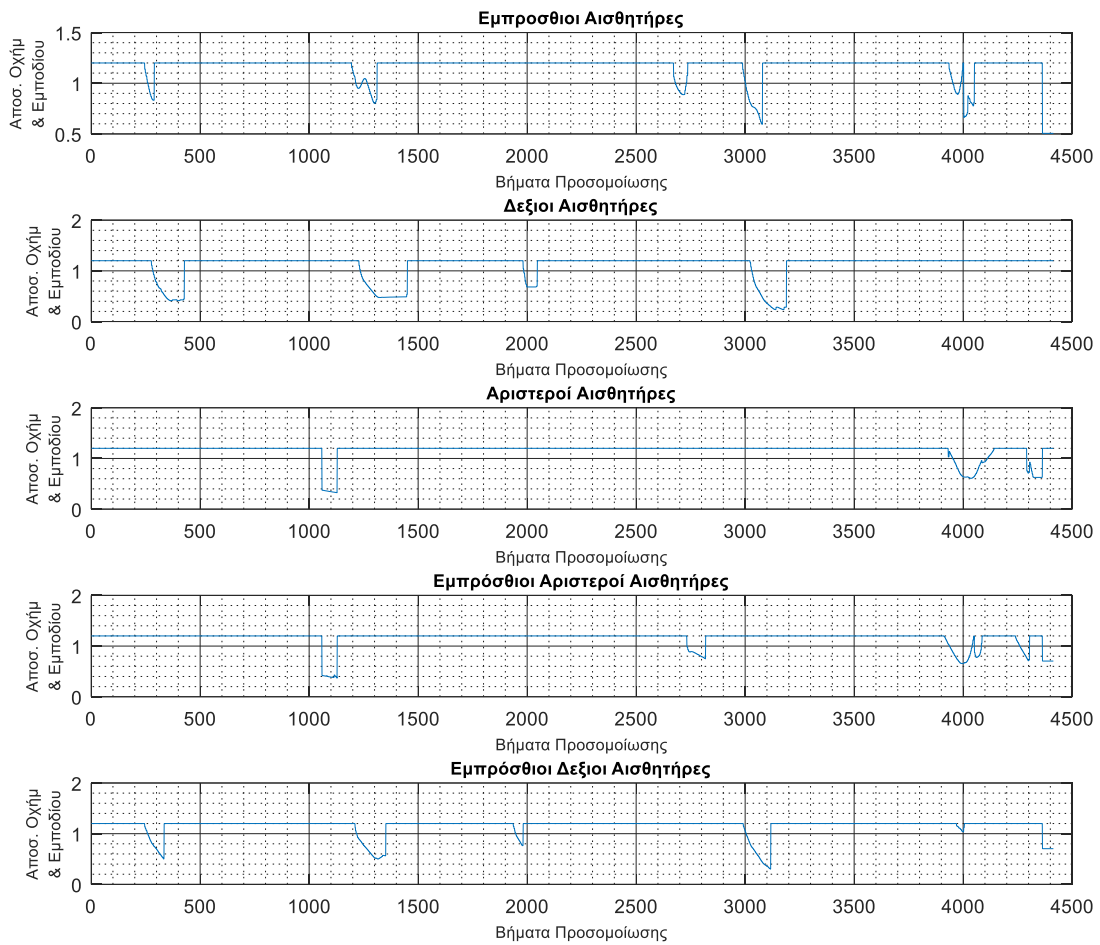 Εμπροσθιοι Αισθητήρες
Αποσ. Οχήμ
& Εμποδίου
1.5
1
0.5
0 500 1000 1500 2000 2500 3000 3500 4000 4500
Βήματα Προσομοίωσης
Δεξιοι Αισθητήρες
Αποσ. Οχήμ
& Εμποδίου
2
1
0
0 500 1000 1500 2000 2500 3000 3500 4000 4500
Βήματα Προσομοίωσης
Αριστεροί Αισθητήρες
Αποσ. Οχήμ
& Εμποδίου
2
1
0
0 500 1000 1500 2000 2500 3000 3500 4000 4500
Βήματα Προσομοίωσης
Εμπρόσθιοι Αριστεροί Αισθητήρες
Αποσ. Οχήμ
& Εμποδίου
2
1
0
0 500 1000 1500 2000 2500 3000 3500 4000 4500
Βήματα Προσομοίωσης
Εμπρόσθιοι Δεξιοι Αισθητήρες
Αποσ. Οχήμ
& Εμποδίου
2
1
0
0 500 1000 1500 2000 2500 3000 3500 4000 4500
Βήματα Προσομοίωσης